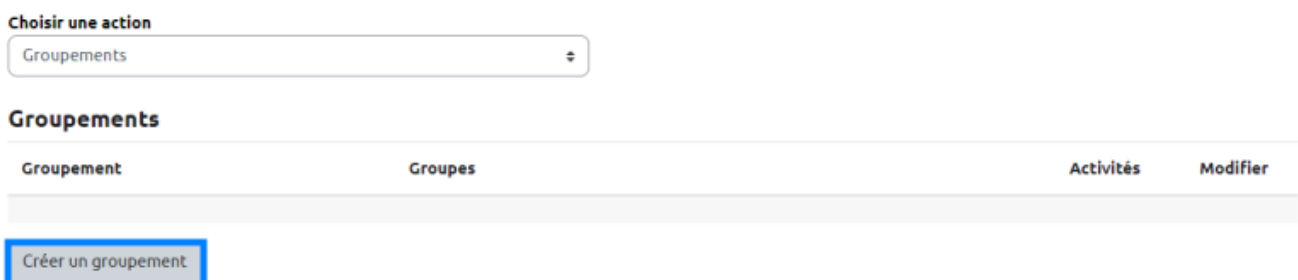 Choisir une action
Groupements
Groupements
Groupement Groupes Activités Modifier
Créer un groupement